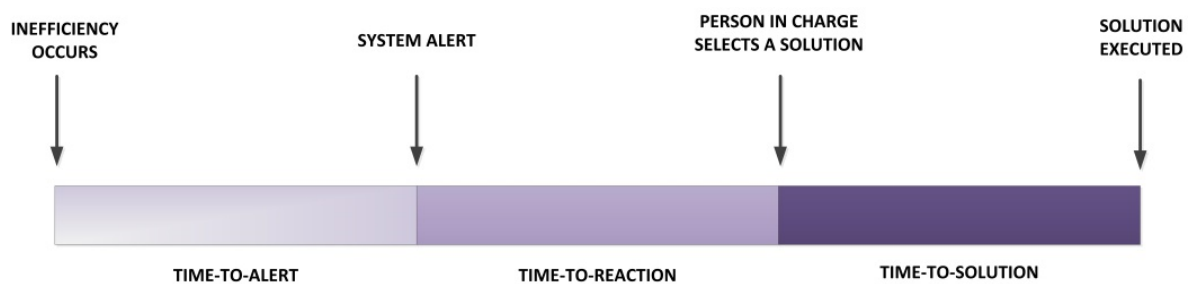 INEFFICIENCY
OCCURS
SYSTEM ALERT
PERSON IN CHARGE
SELECTS A SOLUTION
SOLUTION
EXECUTED
TIME-TO-ALERT
TIME-TO-REACTION
TIME-TO-SOLUTION